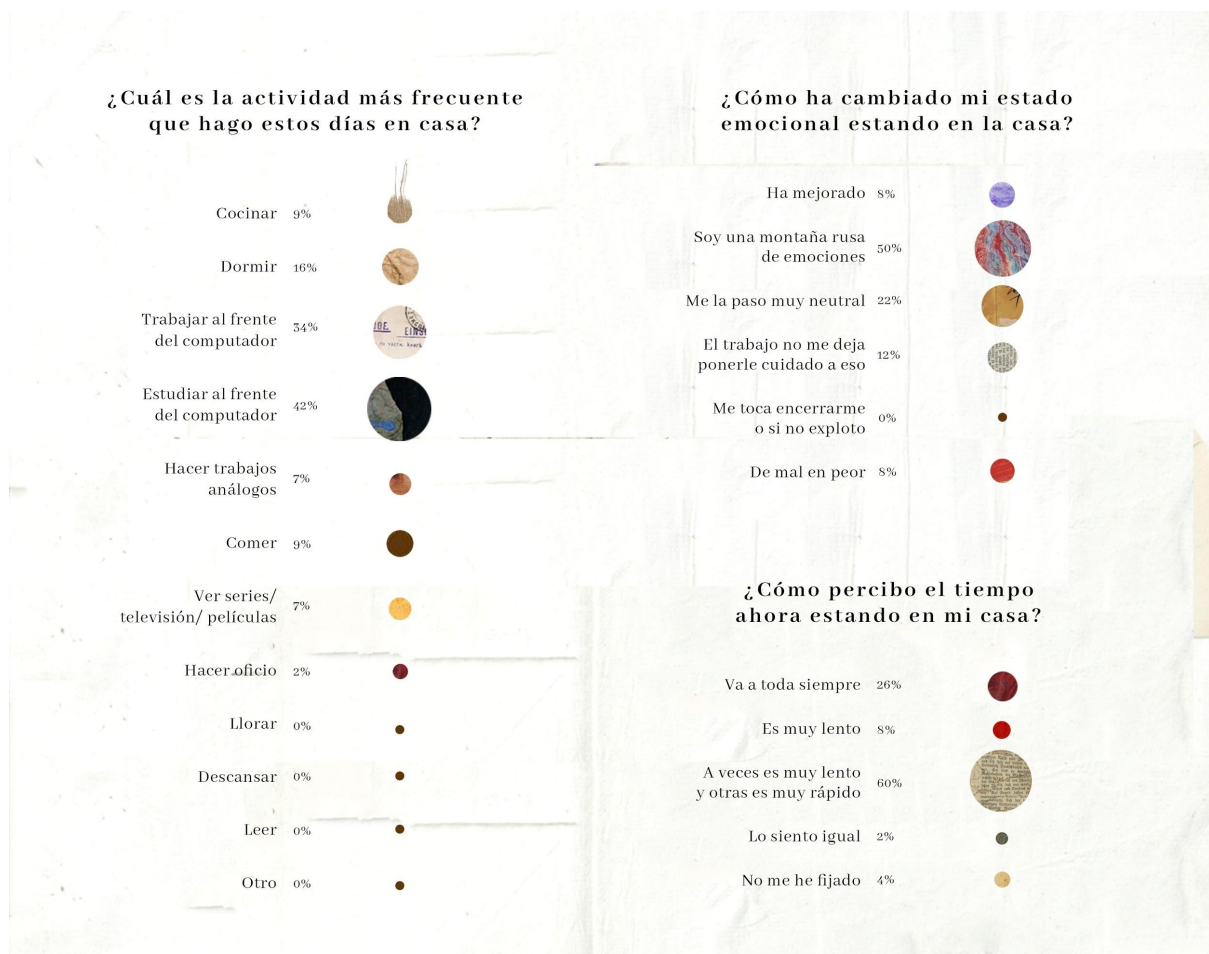 ¿Cuál es la actividad más frecuente
que hago estos días en casa?
Cocinar 9%
Dormir 16%
Trabajar al frente
del computador 34%
Estudiar al frente
del computador 42%
Hacer trabajos
análogos 7%
Comer 9%
Ver series/
televisión/ películas 7%
Hacer oficio 2%
Llorar 0%
Descansar 0%
Leer 0%
Otro 0%
¿Cómo ha cambiado mi estado
emocional estando en la casa?
Ha mejorado 8%
Soy una montaña rusa
de emociones 50%
Me la paso muy neutral 22%
El trabajo no me deja
ponerle cuidado a eso 12%
Me toca encerrarme
o si no exploto 0%
De mal en peor 8%
¿Cómo percibo el tiempo
ahora estando en mi casa?
Va a toda siempre 26%
Es muy lento 8%
A veces es muy lento
y otras es muy rápido 60%
Lo siento igual 2%
No me he fijado 4%